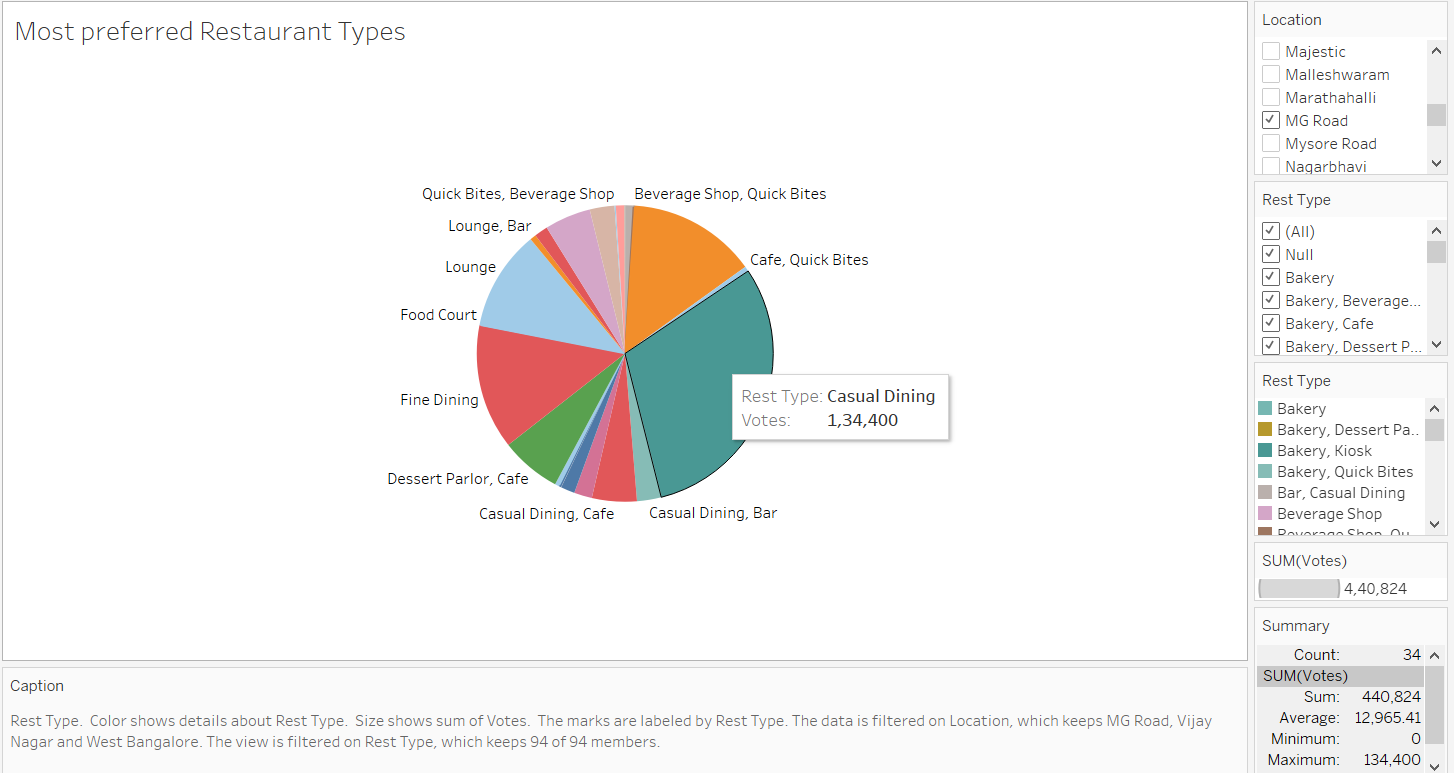 Most preferred Restaurant Types
Quick Bites, Beverage Shop
Beverage Shop, Quick Bites
Lounge, Bar
Cafe, Quick Bites
Lounge
Food Court
Rest Type: Casual Dining
Votes: 1,34,400
Fine Dining
Dessert Parlor, Cafe
Casual Dining, Cafe
Casual Dining, Bar
Caption
Rest Type. Color shows details about Rest Type. Size shows sum of Votes. The marks are labeled by Rest Type. The data is filtered on Location, which keeps MG Road, Vijay
Nagar and West Bangalore. The view is filtered on Rest Type, which keeps 94 of 94 members.
Location
Majestic
Malleshwaram
Marathahalli
MG Road
Mysore Road
Nagarbhavi
Rest Type
(All)
Null
Bakery
Bakery, Beverage...
Bakery, Cafe
Bakery, Dessert P...
Rest Type
Bakery
Bakery, Dessert Pa..
Bakery, Kiosk
Bakery, Quick Bites
Bar, Casual Dining
Beverage Shop
Beverage Shop, Qu..
SUM(Votes)
4,40,824
Summary
Count: 34
SUM(Votes)
Sum: 440,824
Average: 12,965.41
Minimum: 0
Maximum: 134,400